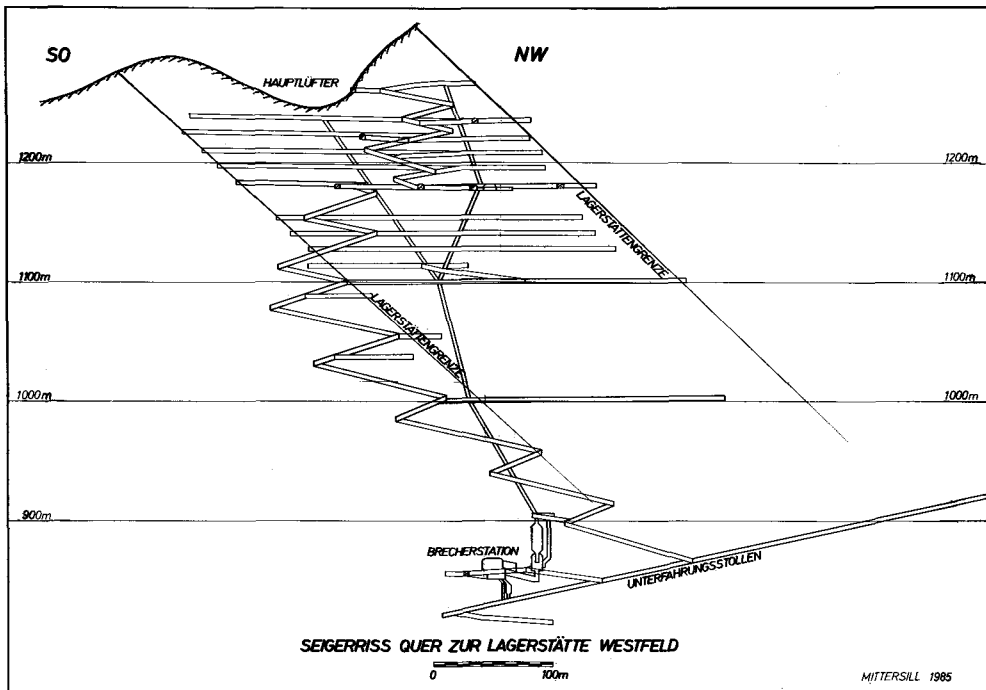 SO
NW
HAUPTLÜFTER
1200m
1200m
LAGERSTÄTTENGRENZE
1100m
1100m
LAGERSTÄTTENGRENZE
1000m
1000m
900m
BRECHERSTATION
UNTERFAHRUNGSSTOLLEN
SEIGERRISS QUER ZUR LAGERSTÄTTE WESTFELD
0 100m
MITTERSILL 1985